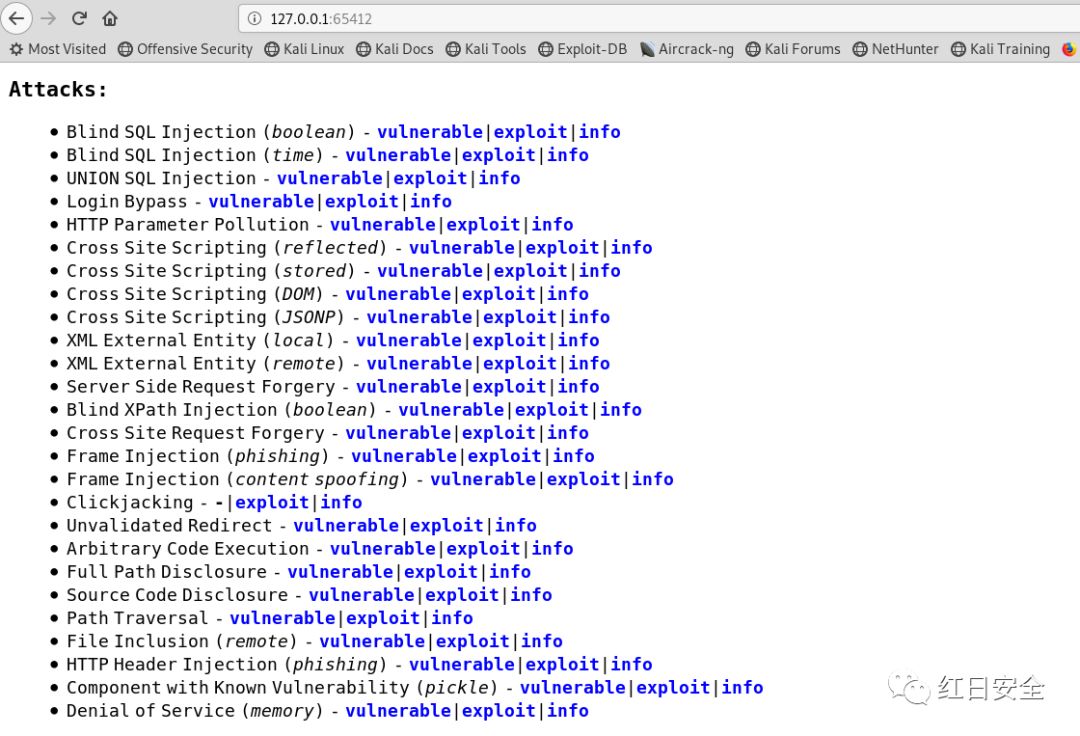 127.0.0.1:65412
Most Visited Offensive Security Kali Linux Kali Docs Kali Tools Exploit-DB Aircrack-ng Kali Forums NetHunter Kali Training
Attacks:
• Blind SQL Injection (boolean) - vulnerable|exploit|info
• Blind SQL Injection (time) - vulnerable|exploit|info
• UNION SQL Injection - vulnerable|exploit|info
• Login Bypass - vulnerable|exploit|info
• HTTP Parameter Pollution - vulnerable|exploit|info
• Cross Site Scripting (reflected) - vulnerable|exploit|info
• Cross Site Scripting (stored) - vulnerable|exploit|info
• Cross Site Scripting (DOM) - vulnerable|exploit|info
• Cross Site Scripting (JSONP) - vulnerable|exploit|info
• XML External Entity (local) - vulnerable|exploit|info
• XML External Entity (remote) - vulnerable|exploit|info
• Server Side Request Forgery - vulnerable|exploit|info
• Blind XPath Injection (boolean) - vulnerable|exploit|info
• Cross Site Request Forgery - vulnerable|exploit|info
• Frame Injection (phishing) - vulnerable|exploit|info
• Frame Injection (content spoofing) - vulnerable|exploit|info
• Clickjacking - -|exploit|info
• Unvalidated Redirect - vulnerable|exploit|info
• Arbitrary Code Execution - vulnerable|exploit|info
• Full Path Disclosure - vulnerable|exploit|info
• Source Code Disclosure - vulnerable|exploit|info
• Path Traversal - vulnerable|exploit|info
• File Inclusion (remote) - vulnerable|exploit|info
• HTTP Header Injection (phishing) - vulnerable|exploit|info
• Component with Known Vulnerability (pickle) - vulnerable|exploit|info
• Denial of Service (memory) - vulnerable|exploit|info
红日安全